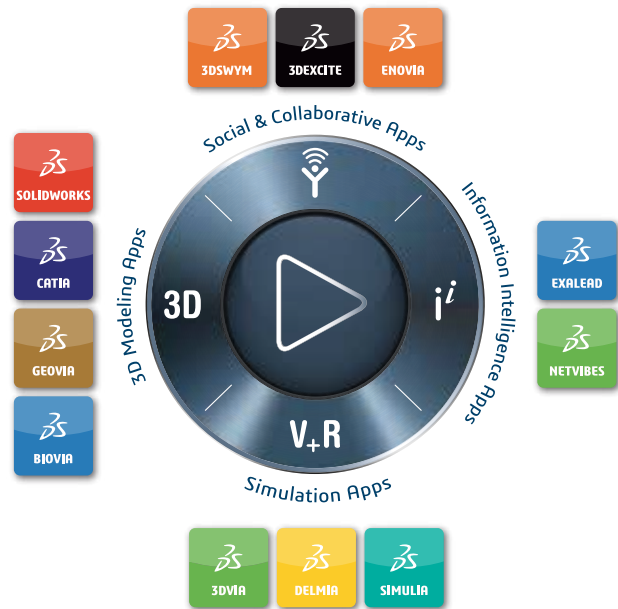 3DSWYM
3DEXCITE
ENOVIA
Social & Collaborative Apps
SOLIDWORKS
CATIA
GEOVIA
BIOVIA
3D Modeling Apps
3D
i i
Information Intelligence Apps
EXALEAD
NETVIBES
V+R
Simulation Apps
3DVIA
DELMIA
SIMULIA